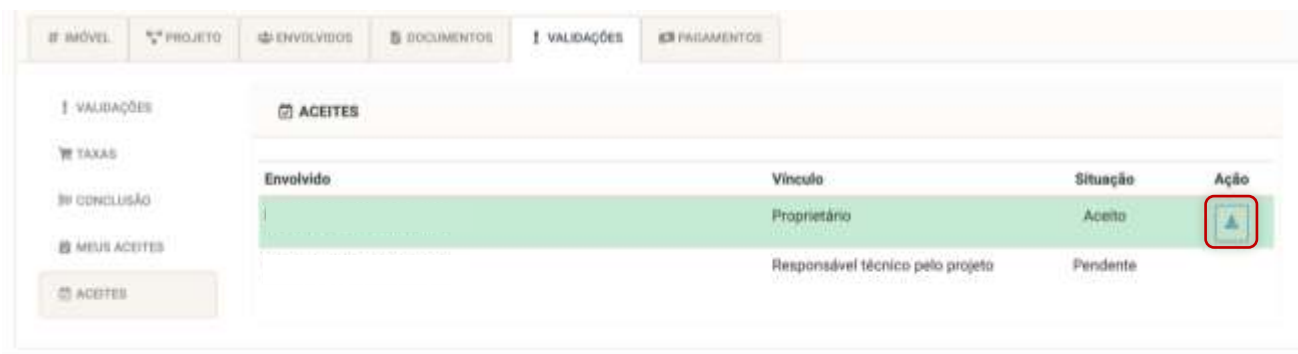 IMÓVEL PROJETO ENVOLVIDOS DOCUMENTOS VALIDAÇÕES PAGAMENTOS
VALIDAÇÕES
TAXAS
CONCLUSÃO
MEUS ACEITES
ACEITES
ACEITES
Envolvido Vínculo Situação Ação
Proprietário Aceito
Responsável técnico pelo projeto Pendente